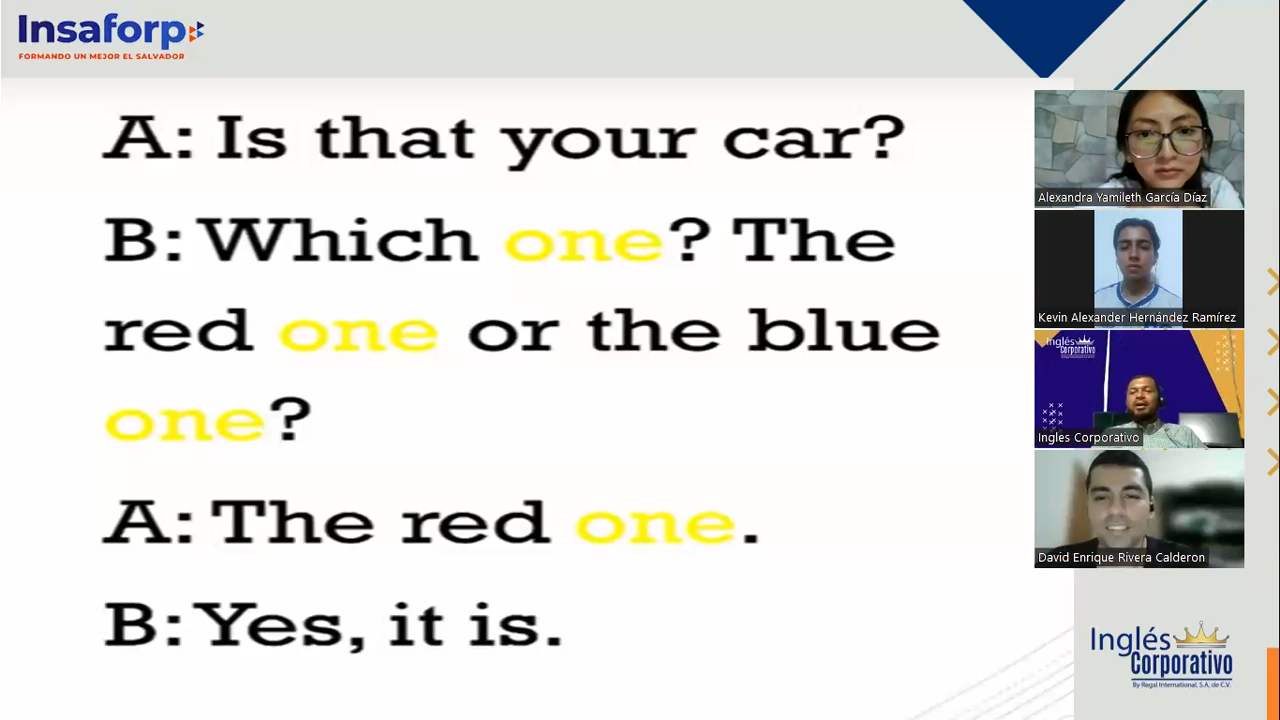 Insaforp
FORMANDO UN MEJOR EL SALVADOR
A: Is that your car?
B: Which one? The
red one or the blue
one?
A: The red one.
B: Yes, it is.
Alexandra Yamileth García Díaz
Kevin Alexander Hernández Ramírez
Inglés
Corporativo
Ingles Corporativo
David Enrique Rivera Calderon
Inglés
Corporativo
By Regal International, S.A. de C.V.